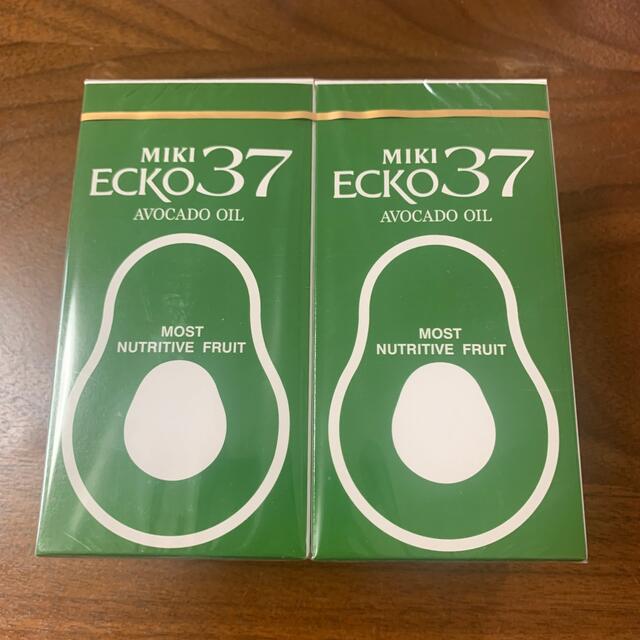 MIKI
ECKO37
AVOCADO OIL
MOST
NUTRITIVE FRUIT
MIKI
ECKO37
AVOCADO OIL
MOST
NUTRITIVE FRUIT